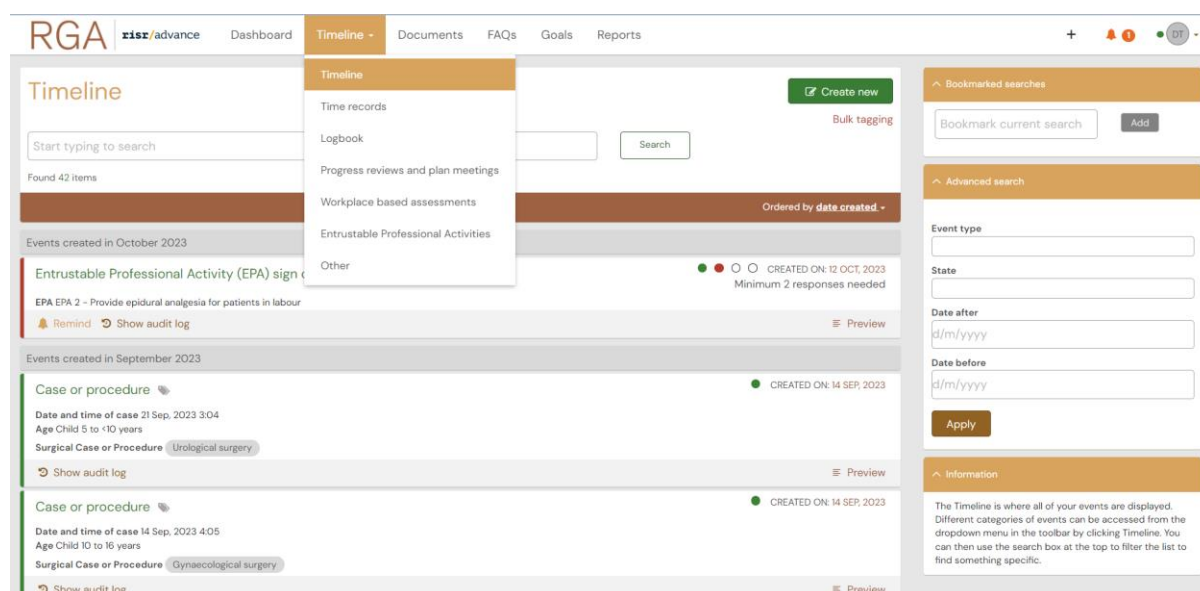 RGA risr/advance Dashboard Timeline Documents FAQs Goals Reports + 1 DT
Timeline
Time records
Logbook
Progress reviews and plan meetings
Workplace based assessments
Entrustable Professional Activities
Other
Timeline
Create new
Bulk tagging
Start typing to search
Search
Found 42 items
Ordered by date created
Events created in October 2023
Entrustable Professional Activity (EPA) sign
CREATED ON: 12 OCT, 2023
Minimum 2 responses needed
EPA EPA 2 - Provide epidural analgesia for patients in labour
Remind Show audit log Preview
Events created in September 2023
Case or procedure CREATED ON: 14 SEP, 2023
Date and time of case 21 Sep, 2023 3:04
Age Child 5 to <10 years
Surgical Case or Procedure Urological surgery
Show audit log Preview
Case or procedure CREATED ON: 14 SEP, 2023
Date and time of case 14 Sep, 2023 4:05
Age Child 10 to 16 years
Surgical Case or Procedure Gynaecological surgery
Show audit log Preview
Bookmarked searches
Bookmark current search Add
Advanced search
Event type
State
Date after
d/m/yyyy
Date before
d/m/yyyy
Apply
Information
The Timeline is where all of your events are displayed.
Different categories of events can be accessed from the
dropdown menu in the toolbar by clicking Timeline. You
can then use the search box at the top to filter the list to
find something specific.